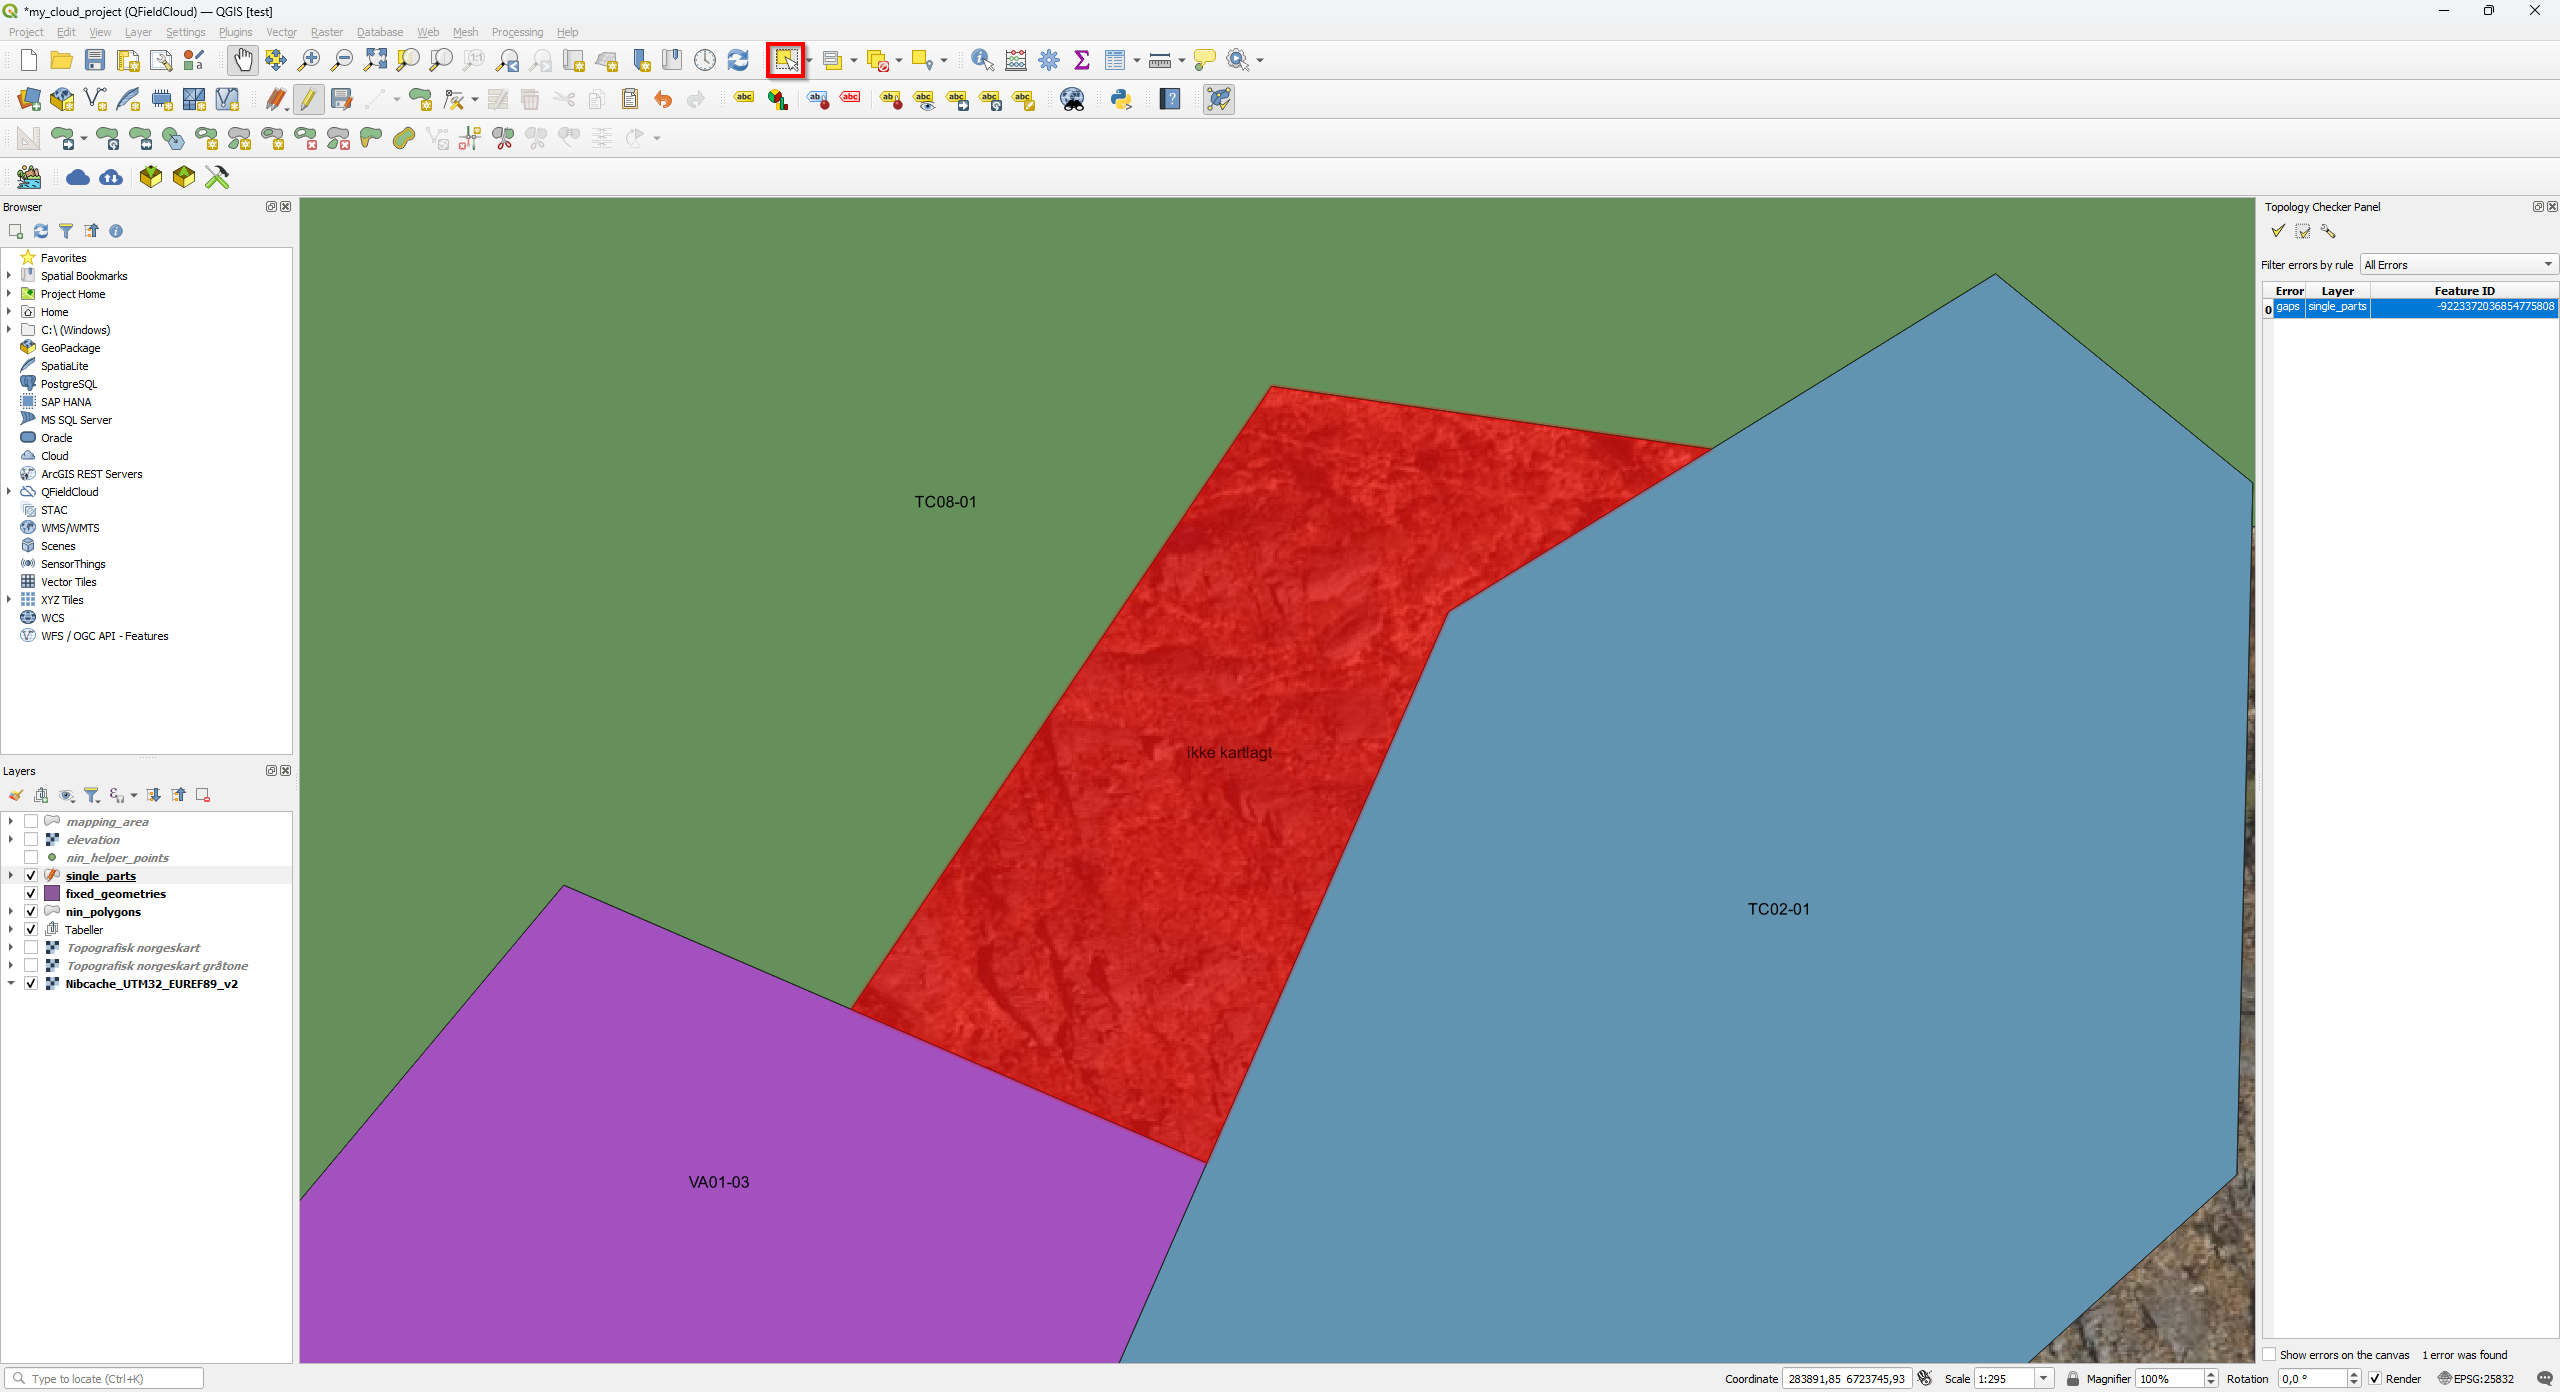 *my_cloud_project (QFieldCloud) — QGIS [test]
Project Edit View Layer Settings Plugins Vector Raster Database Web Mesh Processing Help
Browser
Favorites
Spatial Bookmarks
Project Home
Home
C:\ (Windows)
GeoPackage
SpatiaLite
PostgreSQL
SAP HANA
MS SQL Server
Oracle
Cloud
ArcGIS REST Servers
QFieldCloud
STAC
WMS/WMTS
Scenes
SensorThings
Vector Tiles
XYZ Tiles
WCS
WFS / OGC API - Features
Layers
mapping_area
elevation
nin_helper_points
single_parts
fixed_geometries
nin_polygons
Tabeller
Topografisk norgeskart
Topografisk norgeskart gråtone
Nibcache_UTM32_EUREF89_v2
TC08-01
ikke kartlagt
TC02-01
VA01-03
Topology Checker Panel
Filter errors by rule All Errors
Error Layer Feature ID
0 gaps single_parts -9223372036854775808
Show errors on the canvas 1 error was found
Type to locate (Ctrl+K)
Coordinate 283891,85 6723745,93 Scale 1:295 Magnifier 100% Rotation 0,0 ° Render EPSG:25832